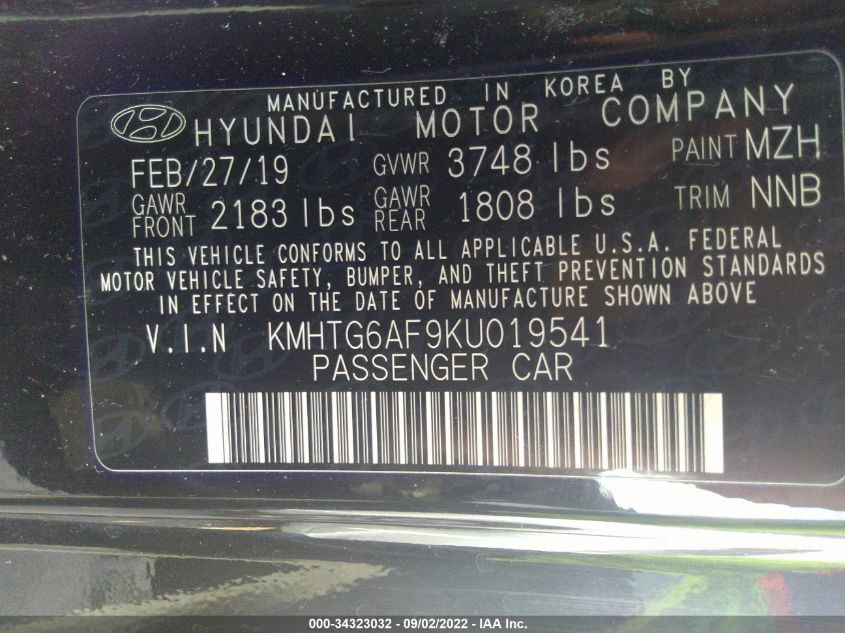 MANUFACTURED IN KOREA BY
HYUNDAI MOTOR COMPANY
FEB/27/19 GVWR 3748 lbs PAINT MZH
GAWR FRONT 2183 lbs GAWR REAR 1808 lbs TRIM NNB
THIS VEHICLE CONFORMS TO ALL APPLICABLE U.S.A. FEDERAL
MOTOR VEHICLE SAFETY, BUMPER, AND THEFT PREVENTION STANDARDS
IN EFFECT ON THE DATE OF MANUFACTURE SHOWN ABOVE
V.I.N KMHTG6AF9KU019541
PASSENGER CAR
000-34323032 - 09/02/2022 - IAA Inc.